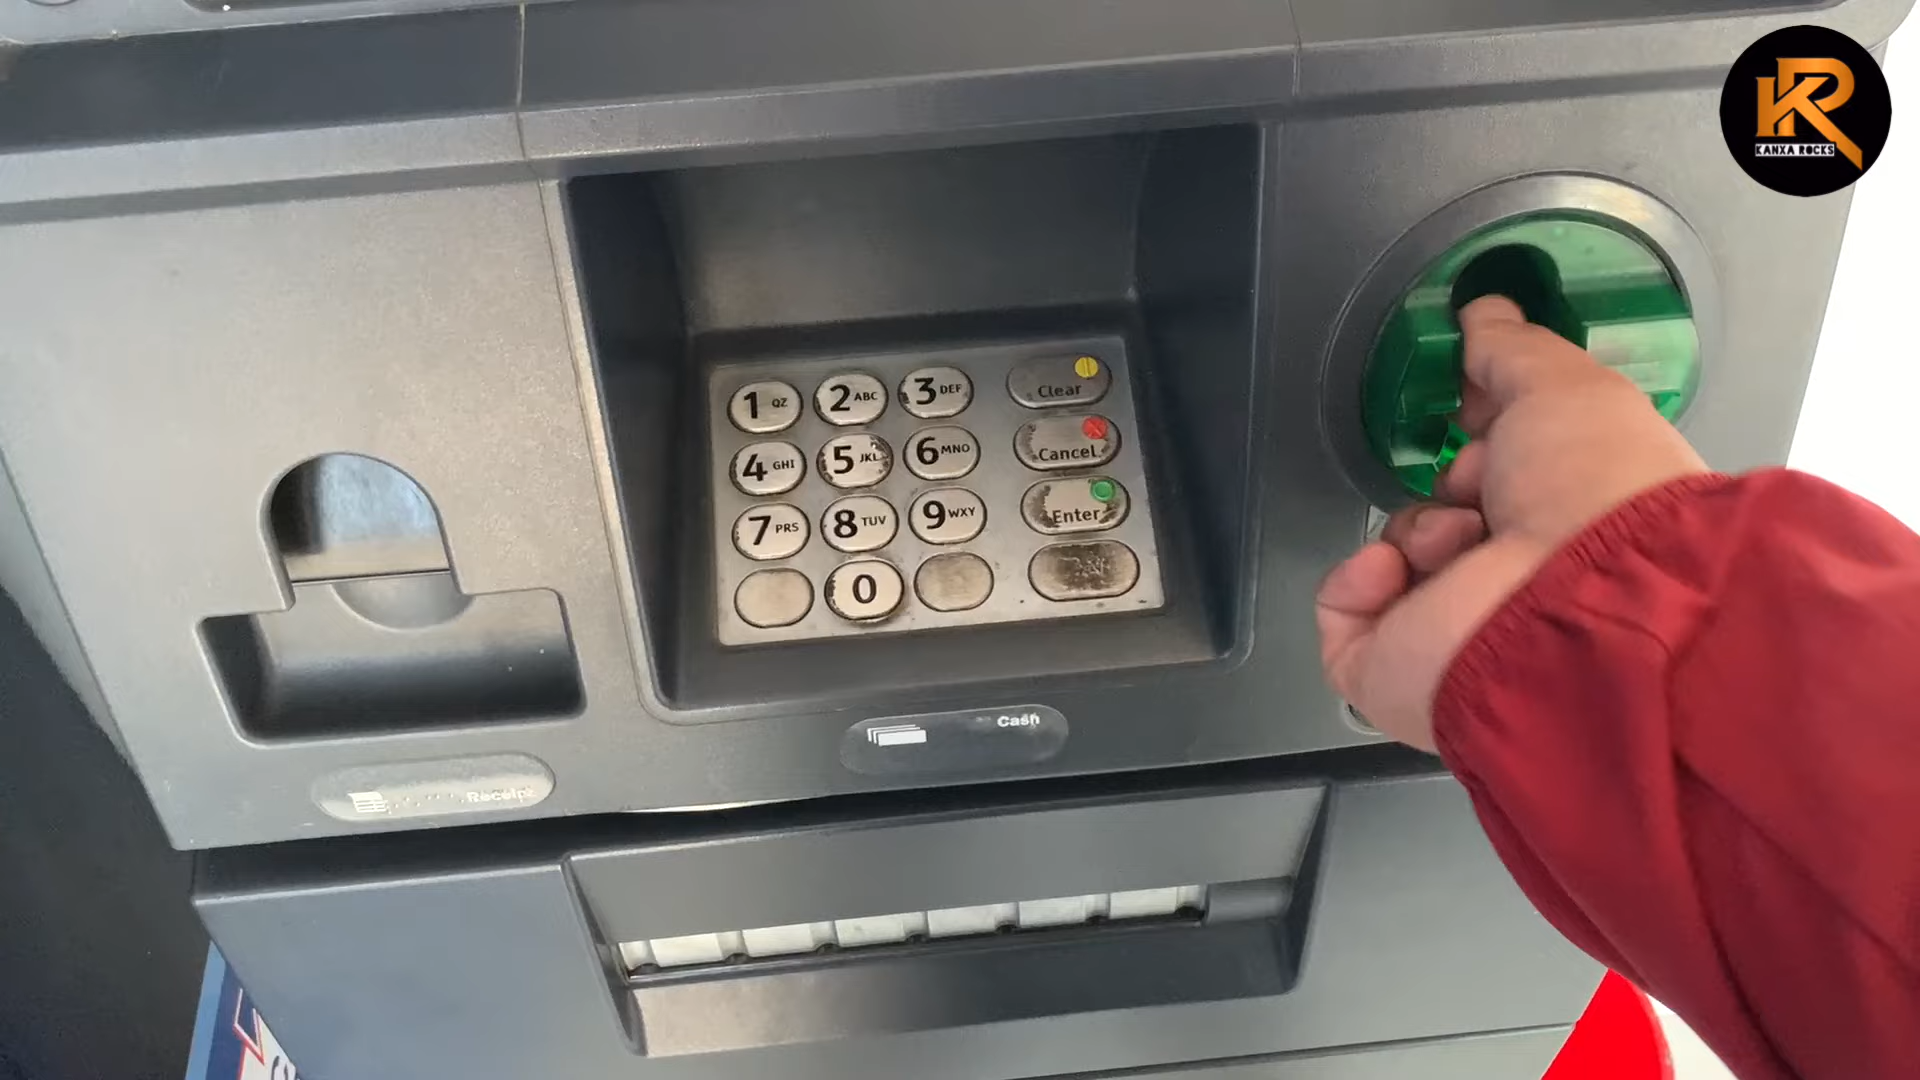 KR
KANXA ROCKS
1 QZ 2 ABC 3 DEF Clear
4 GHI 5 JKL 6 MNO Cancel
7 PRS 8 TUV 9 WXY Enter
0
Cash
Receipt